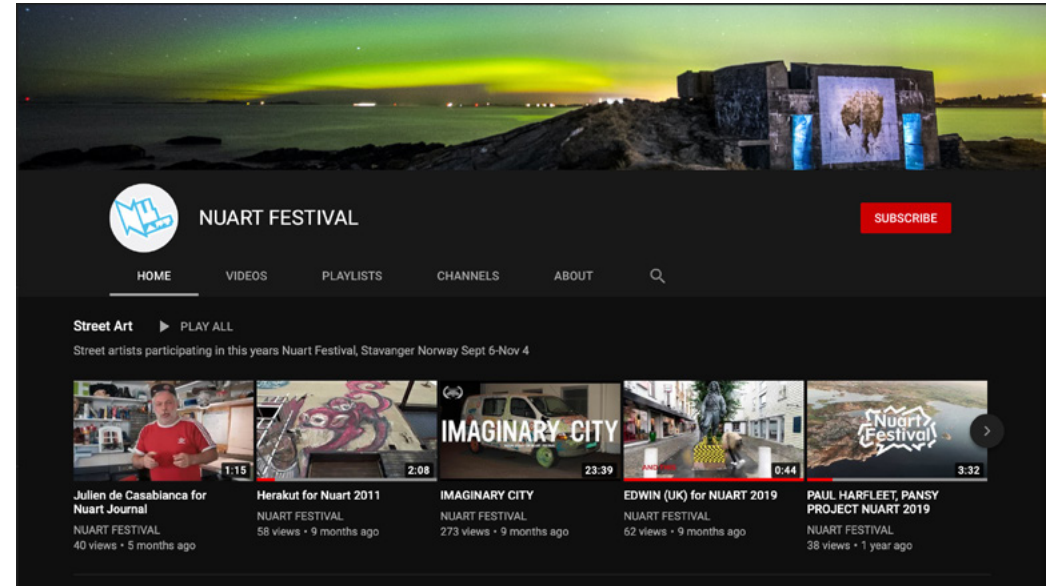 NUART FESTIVAL
SUBSCRIBE
HOME VIDEOS PLAYLISTS CHANNELS ABOUT
Street Art PLAY ALL
Street artists participating in this years Nuart Festival, Stavanger Norway Sept 6-Nov 4
1:15
Julien de Casabianca for
Nuart Journal
NUART FESTIVAL
40 views • 5 months ago
2:08
Herakut for Nuart 2011
NUART FESTIVAL
58 views • 9 months ago
IMAGINARY CITY
23:39
IMAGINARY CITY
NUART FESTIVAL
273 views • 9 months ago
0:44
EDWIN (UK) for NUART 2019
NUART FESTIVAL
62 views • 9 months ago
Nuart
Festival
3:32
PAUL HARFLEET, PANSY
PROJECT NUART 2019
NUART FESTIVAL
38 views • 1 year ago